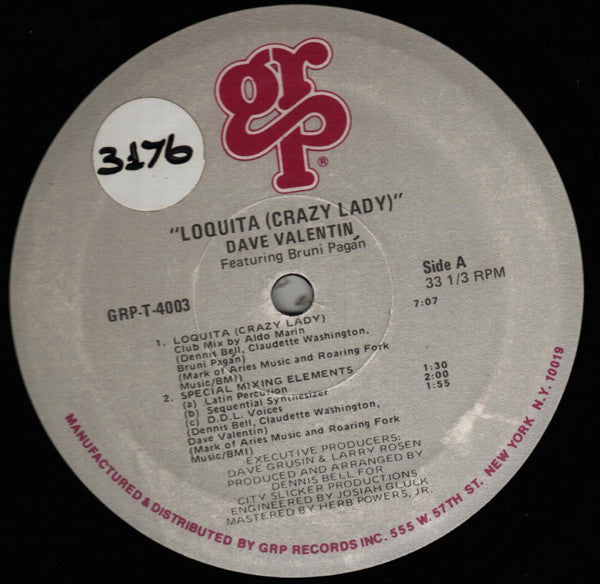 grp®
3176
"LOQUITA (CRAZY LADY)"
DAVE VALENTIN
Featuring Bruni Pagán
GRP-T-4003
Side A
33 1/3 RPM
1. LOQUITA (CRAZY LADY) 7:07
Club Mix by Aldo Marin
(Dennis Bell, Claudette Washington,
Bruni Pagán)
(Mark of Aries Music and Roaring Fork
Music/BMI)
2. SPECIAL MIXING ELEMENTS
(a) Latin Percution 1:30
(b) Sequential Synthesizer 2:00
(c) D.D.L. Voices 1:55
(Dennis Bell, Claudette Washington,
Dave Valentin)
(Mark of Aries Music and Roaring Fork
Music/BMI)
EXECUTIVE PRODUCERS:
DAVE GRUSIN & LARRY ROSEN
PRODUCED AND ARRANGED BY
DENNIS BELL FOR
CITY SLICKER PRODUCTIONS
ENGINEERED BY JOSIAH GLUCK
MASTERED BY HERB POWERS, JR.
MANUFACTURED & DISTRIBUTED BY GRP RECORDS INC. 555 W. 57TH ST. NEW YORK N.Y. 10019